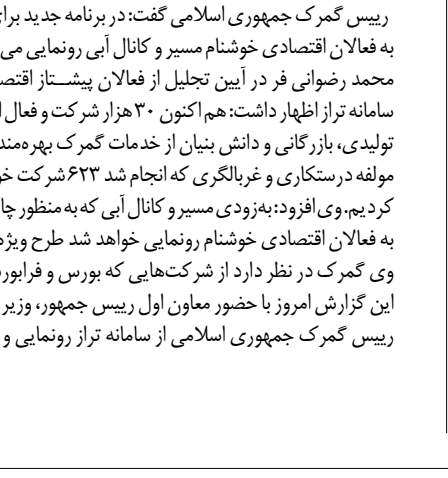 رییس گمرک جمهوری اسلامی گفت: در برنامه جدید برای
به فعالان اقتصادی خوشنام مسیر و کانال آبی رونمایی می
محمد رضوانی فر در آیین تجلیل از فعالان پیشتاز اقتصا
سامانه تراز اظهار داشت: هم اکنون ۳۰ هزار شرکت و فعال ا
تولیدی، بازرگانی و دانش بنیان از خدمات گمرک بهره‌مند
مولفه درستکاری و غربالگری که انجام شد ۶۲۳ شرکت خو
کردیم. وی افزود: به‌زودی مسیر و کانال آبی که به منظور چا
به فعالان اقتصادی خوشنام رونمایی خواهد شد طرح ویژه
وی گمرک در نظر دارد از شرکت‌هایی که بورس و فرابور
این گزارش امروز با حضور معاون اول رییس جمهور، وزیر
رییس گمرک جمهوری اسلامی از سامانه تراز رونمایی و